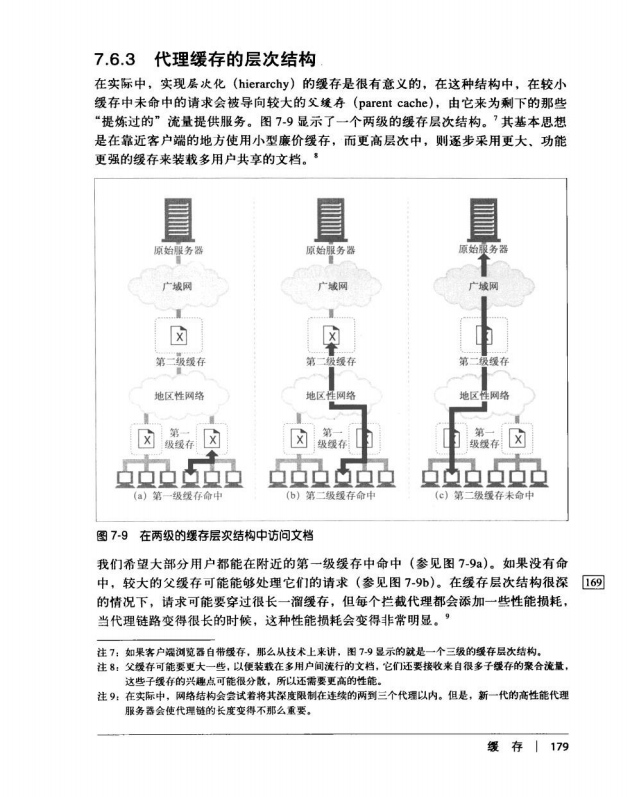 7.6.3 代理缓存的层次结构
在实际中，实现层次化（hierarchy）的缓存是很有意义的，在这种结构中，在较小
缓存中未命中的请求会被导向较大的父缓存（parent cache），由它来为剩下的那些
“提炼过的”流量提供服务。图 7-9 显示了一个两级的缓存层次结构。7其基本思想
是在靠近客户端的地方使用小型廉价缓存，而更高层次中，则逐步采用更大、功能
更强的缓存来装载多用户共享的文档。8
原始服务器
广域网
X
第二级缓存
地区性网络
X
第一
级缓存
X
(a) 第一级缓存命中
原始服务器
广域网
X
第二级缓存
地区性网络
X
第一
级缓存
X
(b) 第二级缓存命中
原始服务器
广域网
第二级缓存
地区性网络
X
第一
级缓存
X
(c) 第二级缓存未命中
图 7-9 在两级的缓存层次结构中访问文档
我们希望大部分用户都能在附近的第一级缓存中命中（参见图 7-9a）。如果没有命
中，较大的父缓存可能能够处理它们的请求（参见图 7-9b）。在缓存层次结构很深
169
的情况下，请求可能要穿过很长一溜缓存，但每个拦截代理都会添加一些性能损耗，
当代理链路变得很长的时候，这种性能损耗会变得非常明显。9
注 7：如果客户端浏览器自带缓存，那么从技术上来讲，图 7-9 显示的就是一个三级的缓存层次结构。
注 8：父缓存可能要更大一些，以便装载在多用户间流行的文档，它们还要接收来自很多子缓存的聚合流量，
这些子缓存的兴趣点可能很分散，所以还需要更高的性能。
注 9：在实际中，网络结构会尝试着将其深度限制在连续的两到三个代理以内。但是，新一代的高性能代理
服务器会使代理链的长度变得不那么重要。
缓 存 | 179